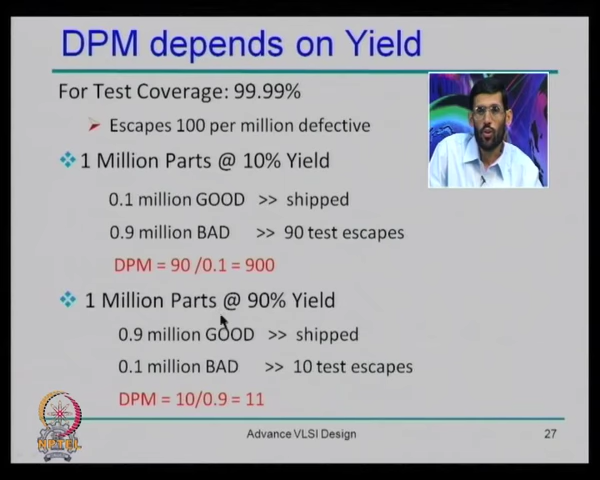 DPM depends on Yield
For Test Coverage: 99.99%
Escapes 100 per million defective
1 Million Parts @ 10% Yield
0.1 million GOOD >> shipped
0.9 million BAD >> 90 test escapes
DPM = 90 /0.1 = 900
1 Million Parts @ 90% Yield
0.9 million GOOD >> shipped
0.1 million BAD >> 10 test escapes
DPM = 10/0.9 = 11
NPTEL
Advance VLSI Design
27